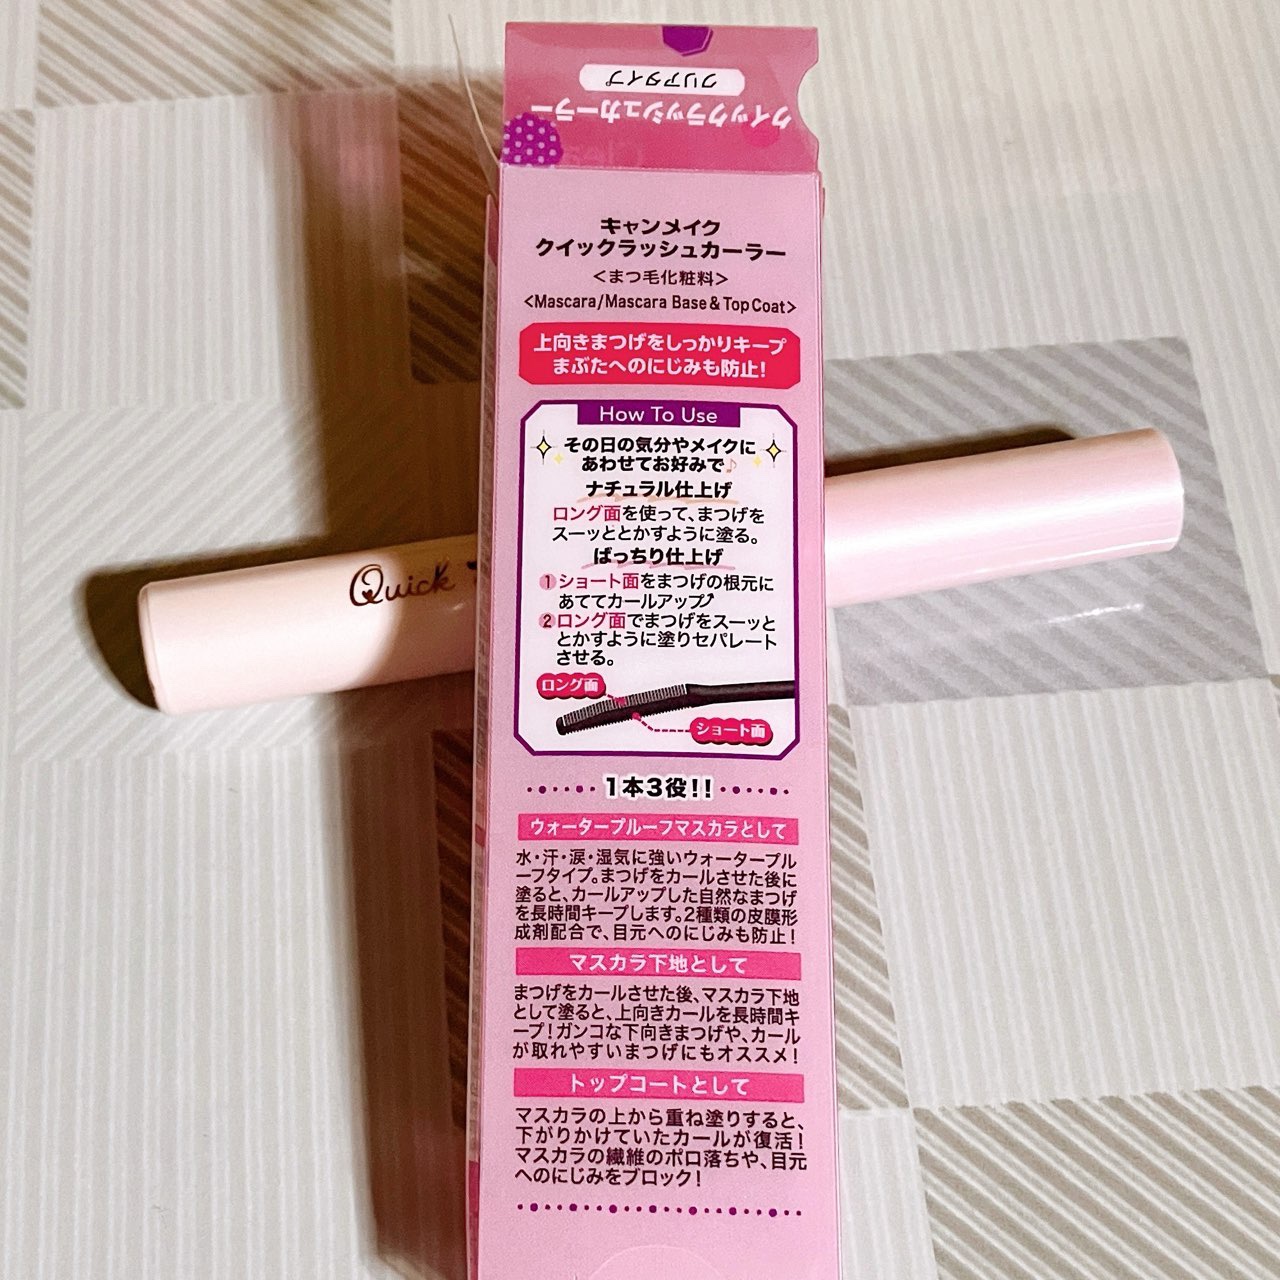 クイックラッシュカーラー
クリアタイプ
キャンメイク
クイックラッシュカーラー
<まつ毛化粧料>
<Mascara/Mascara Base & Top Coat>
上向きまつげをしっかりキープ
まぶたへのにじみも防止!
How To Use
その日の気分やメイクに
あわせてお好みで♪
ナチュラル仕上げ
ロング面を使って、まつげを
スーッととかすように塗る。
ぱっちり仕上げ
1 ショート面をまつげの根元に
あててカールアップ⤴
2 ロング面でまつげをスーッと
とかすように塗りセパレート
させる。
ロング面
ショート面
1本3役!!
ウォータープルーフマスカラとして
水・汗・涙・湿気に強いウォータープル
ーフタイプ。まつげをカールさせた後に
塗ると、カールアップした自然なまつげ
を長時間キープします。2種類の皮膜形
成剤配合で、目元へのにじみも防止!
マスカラ下地として
まつげをカールさせた後、マスカラ下地
として塗ると、上向きカールを長時間キ
ープ!ガンコな下向きまつげや、カール
が取れやすいまつげにもオススメ!
トップコートとして
マスカラの上から重ね塗りすると、
下がりかけていたカールが復活!
マスカラの繊維のポロ落ちや、目元
へのにじみをブロック!
Quick